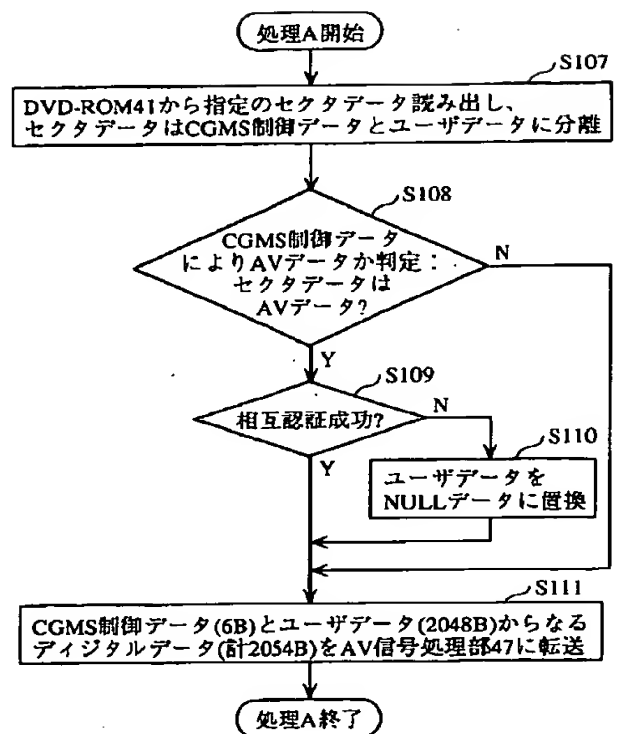 処理A開始
S107
DVD-ROM41から指定のセクタデータ読み出し、
セクタデータはCGMS制御データとユーザデータに分離
S108
CGMS制御データ
によりAVデータか判定:
セクタデータは
AVデータ?
N
Y
S109
相互認証成功?
N
Y
S110
ユーザデータを
NULLデータに置換
S111
CGMS制御データ(6B)とユーザデータ(2048B)からなる
ディジタルデータ(計2054B)をAV信号処理部47に転送
処理A終了